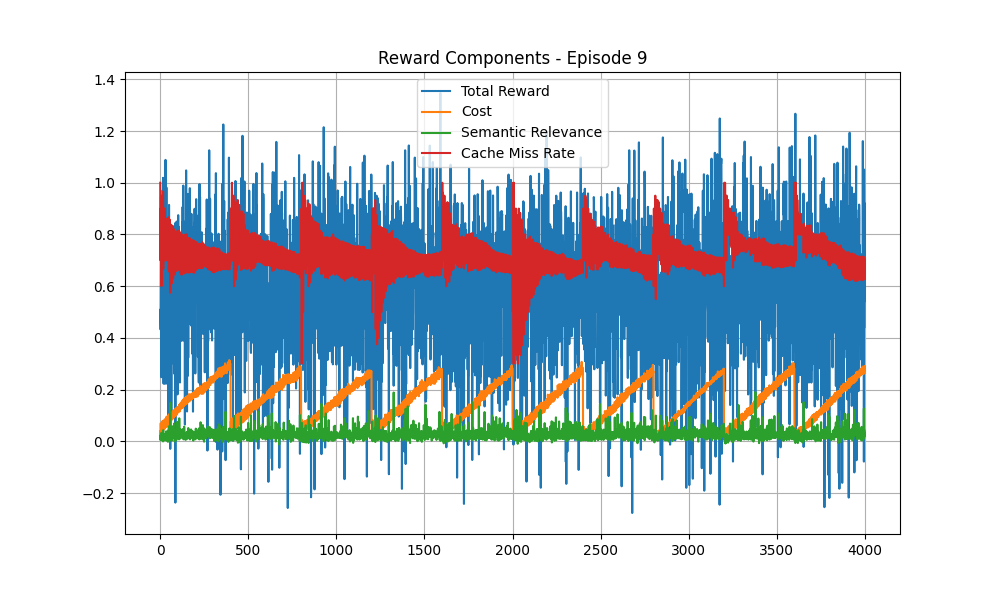 Reward Components - Episode 9
1.4
1.2
1.0
0.8
0.6
0.4
0.2
0.0
−0.2
Total Reward
Cost
Semantic Relevance
Cache Miss Rate
0 500 1000 1500 2000 2500 3000 3500 4000